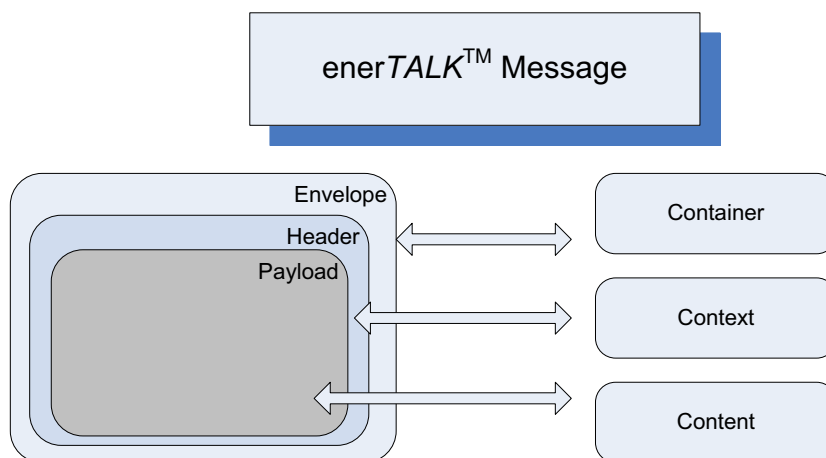 enerTALK™ Message
Envelope
Header
Payload
Container
Context
Content